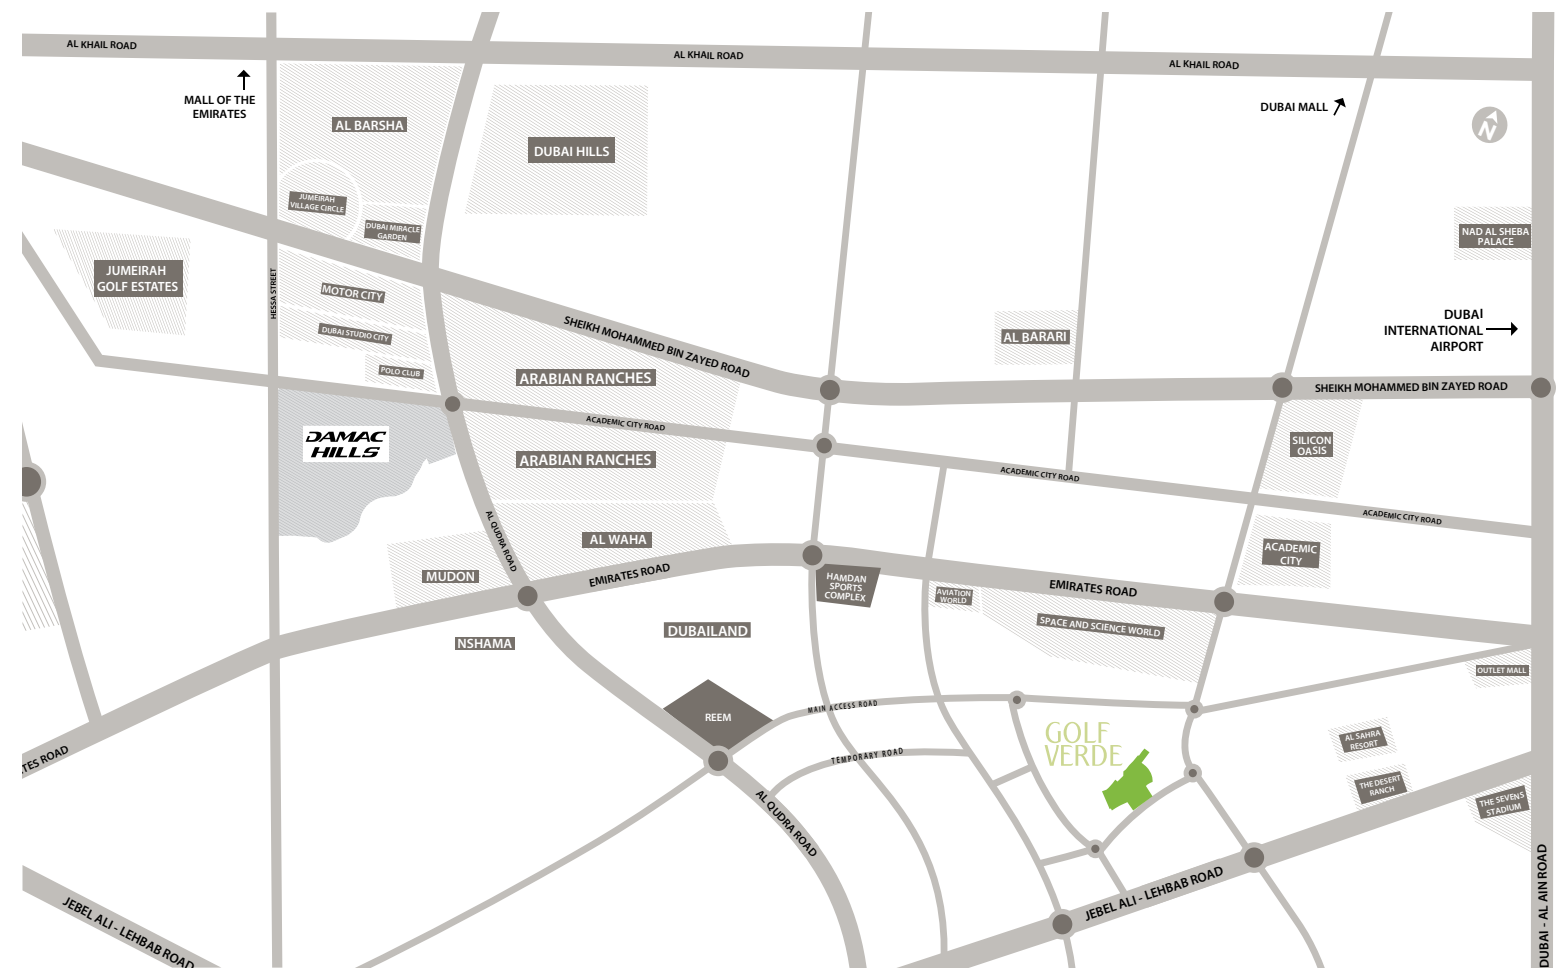 AL KHAIL ROAD
AL KHAIL ROAD
AL KHAIL ROAD
MALL OF THE
EMIRATES
DUBAI MALL
AL BARSHA
DUBAI HILLS
N
JUMEIRAH
VILLAGE CIRCLE
DUBAI MIRACLE
GARDEN
NAD AL SHEBA
PALACE
JUMEIRAH
GOLF ESTATES
HESSA STREET
MOTOR CITY
DUBAI STUDIO CITY
POLO CLUB
SHEIKH MOHAMMED BIN ZAYED ROAD
AL BARARI
DUBAI
INTERNATIONAL
AIRPORT
ARABIAN RANCHES
SHEIKH MOHAMMED BIN ZAYED ROAD
ACADEMIC CITY ROAD
DAMAC
HILLS
ARABIAN RANCHES
SILICON
OASIS
ACADEMIC CITY ROAD
ACADEMIC CITY ROAD
AL QUDRA ROAD
AL WAHA
ACADEMIC
CITY
MUDON
EMIRATES ROAD
HAMDAN
SPORTS
COMPLEX
AVIATION
WORLD
EMIRATES ROAD
SPACE AND SCIENCE WORLD
DUBAILAND
NSHAMA
OUTLET MALL
REEM
MAIN ACCESS ROAD
TEMPORARY ROAD
GOLF
VERDE
AL SAHRA
RESORT
TES ROAD
THE DESERT
RANCH
THE SEVENS
STADIUM
AL QUDRA ROAD
JEBEL ALI - LEHBAB ROAD
JEBEL ALI - LEHBAB ROAD
DUBAI - AL AIN ROAD